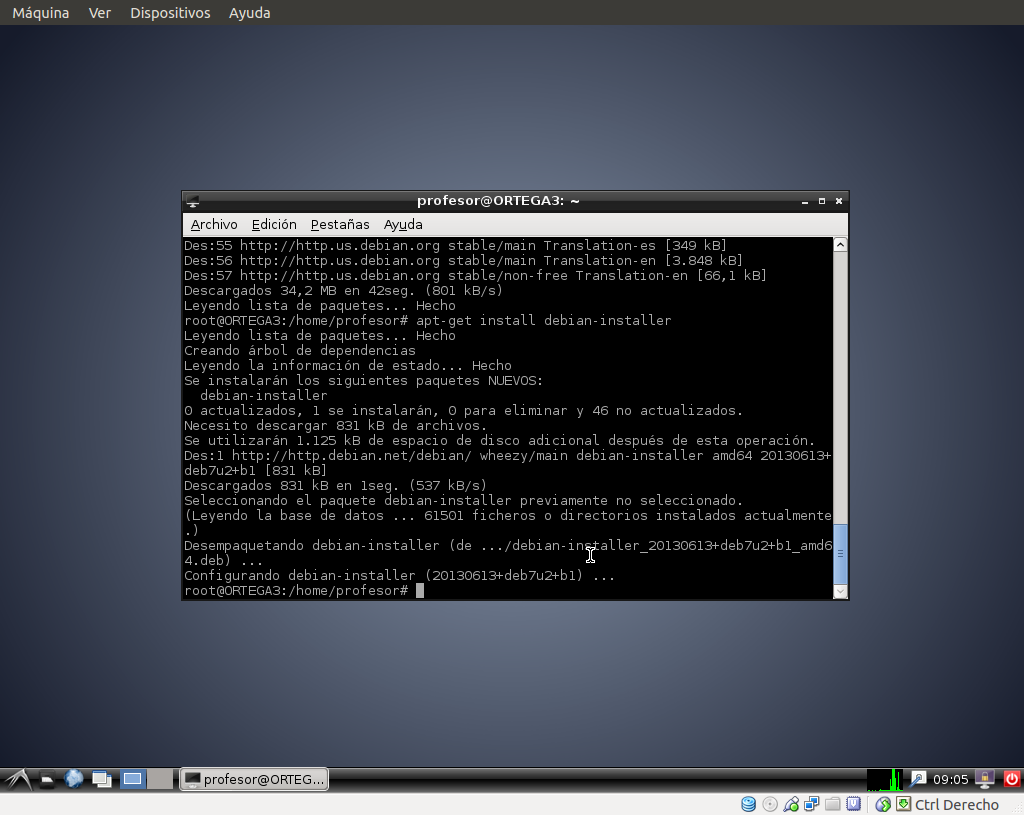 Máquina Ver Dispositivos Ayuda
profesor@ORTEGA3: ~
Archivo Edición Pestañas Ayuda
Des:55 http://http.us.debian.org stable/main Translation-es [349 kB]
Des:56 http://http.us.debian.org stable/main Translation-en [3.848 kB]
Des:57 http://http.us.debian.org stable/non-free Translation-en [66,1 kB]
Descargados 34,2 MB en 42seg. (801 kB/s)
Leyendo lista de paquetes... Hecho
root@ORTEGA3:/home/profesor# apt-get install debian-installer
Leyendo lista de paquetes... Hecho
Creando árbol de dependencias
Leyendo la información de estado... Hecho
Se instalarán los siguientes paquetes NUEVOS:
  debian-installer
0 actualizados, 1 se instalarán, 0 para eliminar y 46 no actualizados.
Necesito descargar 831 kB de archivos.
Se utilizarán 1.125 kB de espacio de disco adicional después de esta operación.
Des:1 http://http.debian.net/debian/ wheezy/main debian-installer amd64 20130613+
deb7u2+b1 [831 kB]
Descargados 831 kB en 1seg. (537 kB/s)
Seleccionando el paquete debian-installer previamente no seleccionado.
(Leyendo la base de datos ... 61501 ficheros o directorios instalados actualmente
.)
Desempaquetando debian-installer (de .../debian-installer_20130613+deb7u2+b1_amd6
4.deb) ...
Configurando debian-installer (20130613+deb7u2+b1) ...
root@ORTEGA3:/home/profesor#
profesor@ORTEG... 09:05
Ctrl Derecho